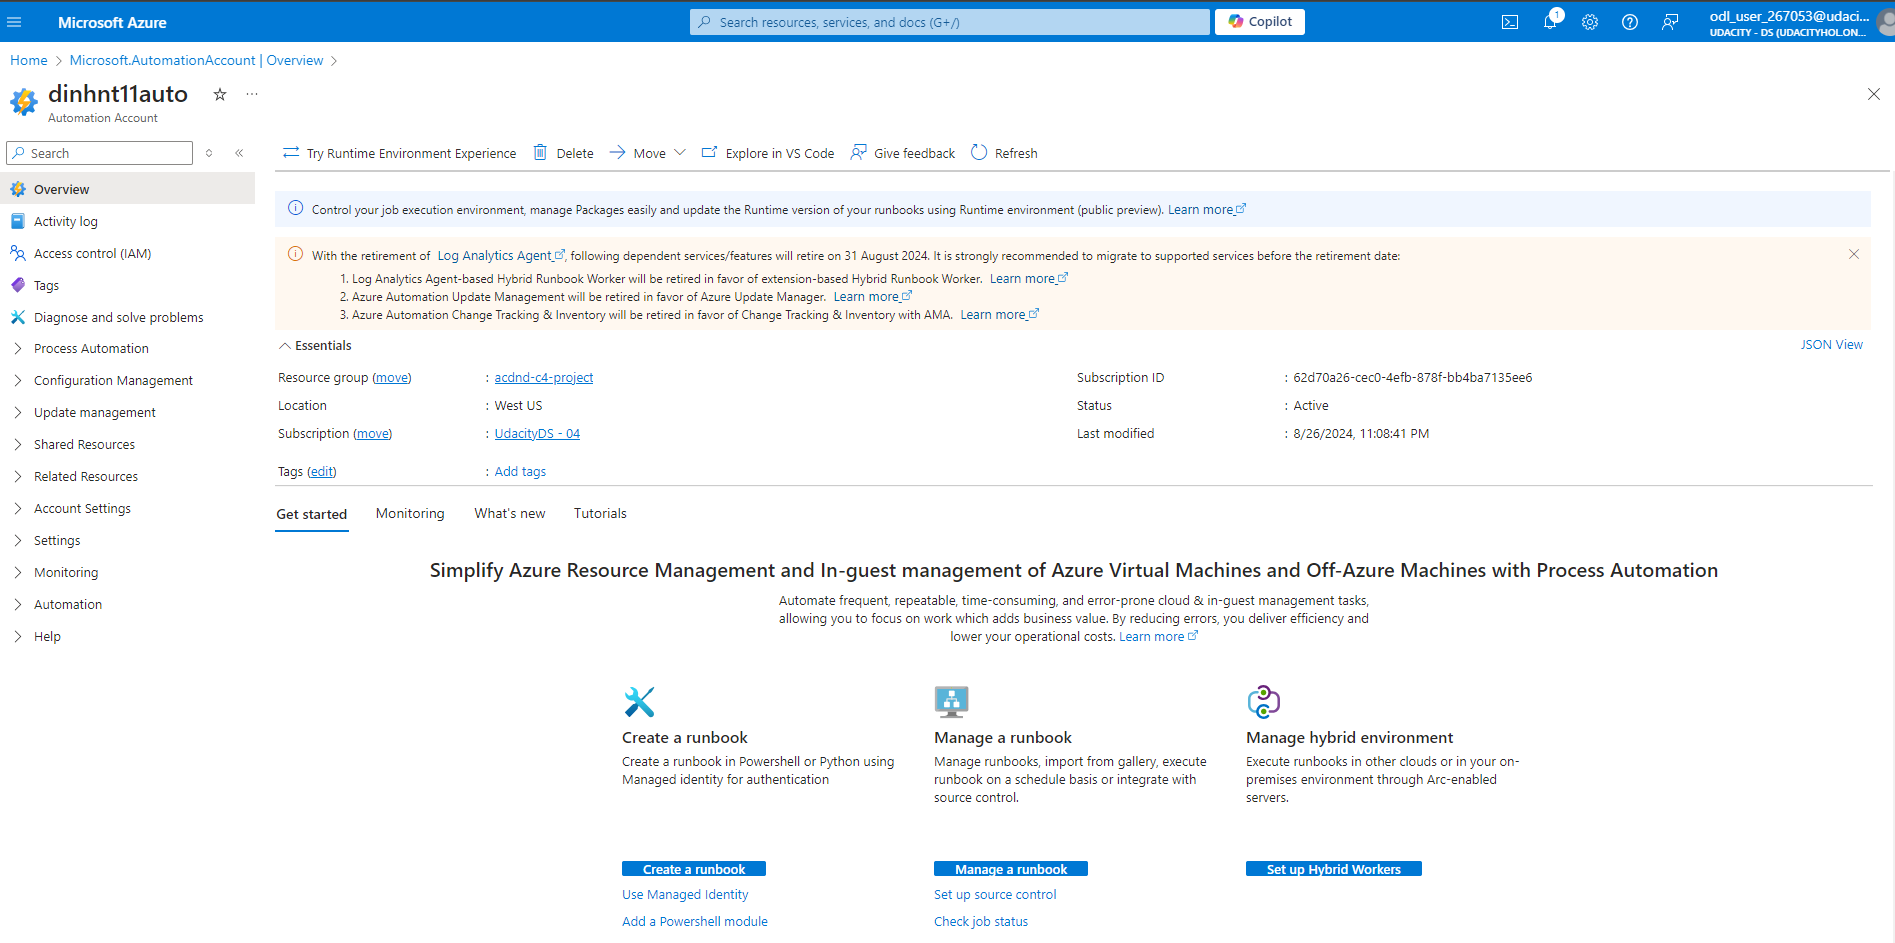 Microsoft Azure
Search resources, services, and docs (G+/)
Copilot
1
odl_user_267053@udaci...
UDACITY - DS (UDACITYHOL.ON...
Home > Microsoft.AutomationAccount | Overview >
dinhnt11auto
Automation Account
Search
Try Runtime Environment Experience Delete Move Explore in VS Code Give feedback Refresh
Overview
Activity log
Access control (IAM)
Tags
Diagnose and solve problems
Process Automation
Configuration Management
Update management
Shared Resources
Related Resources
Account Settings
Settings
Monitoring
Automation
Help
Control your job execution environment, manage Packages easily and update the Runtime version of your runbooks using Runtime environment (public preview). Learn more
With the retirement of Log Analytics Agent, following dependent services/features will retire on 31 August 2024. It is strongly recommended to migrate to supported services before the retirement date:
1. Log Analytics Agent-based Hybrid Runbook Worker will be retired in favor of extension-based Hybrid Runbook Worker. Learn more
2. Azure Automation Update Management will be retired in favor of Azure Update Manager. Learn more
3. Azure Automation Change Tracking & Inventory will be retired in favor of Change Tracking & Inventory with AMA. Learn more
Essentials
JSON View
Resource group (move) : acdnd-c4-project
Location : West US
Subscription (move) : UdacityDS - 04
Subscription ID : 62d70a26-cec0-4efb-878f-bb4ba7135ee6
Status : Active
Last modified : 8/26/2024, 11:08:41 PM
Tags (edit) : Add tags
Get started Monitoring What's new Tutorials
Simplify Azure Resource Management and In-guest management of Azure Virtual Machines and Off-Azure Machines with Process Automation
Automate frequent, repeatable, time-consuming, and error-prone cloud & in-guest management tasks,
allowing you to focus on work which adds business value. By reducing errors, you deliver efficiency and
lower your operational costs. Learn more
Create a runbook
Create a runbook in Powershell or Python using
Managed identity for authentication
Create a runbook
Use Managed Identity
Add a Powershell module
Manage a runbook
Manage runbooks, import from gallery, execute
runbook on a schedule basis or integrate with
source control.
Manage a runbook
Set up source control
Check job status
Manage hybrid environment
Execute runbooks in other clouds or in your on-
premises environment through Arc-enabled
servers.
Set up Hybrid Workers